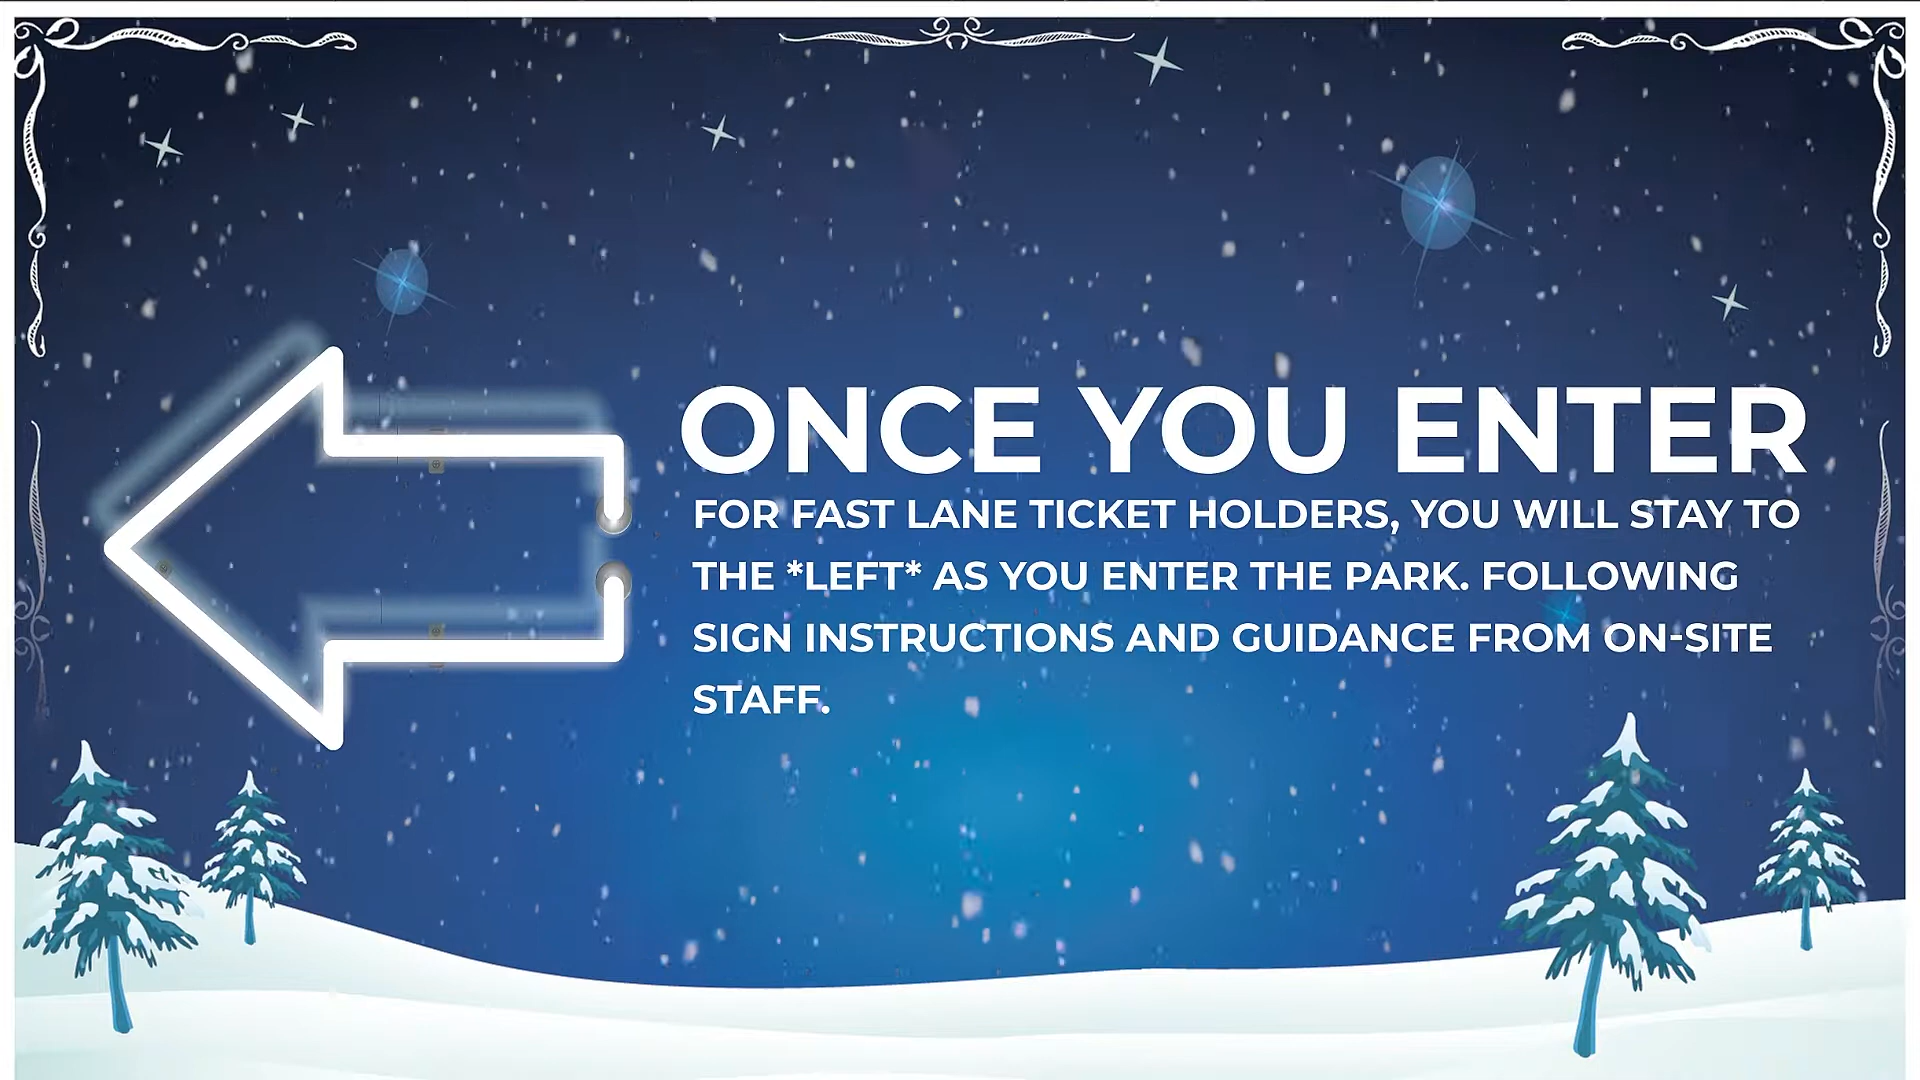 ONCE YOU ENTER
FOR FAST LANE TICKET HOLDERS, YOU WILL STAY TO
THE *LEFT* AS YOU ENTER THE PARK. FOLLOWING
SIGN INSTRUCTIONS AND GUIDANCE FROM ON-SITE
STAFF.